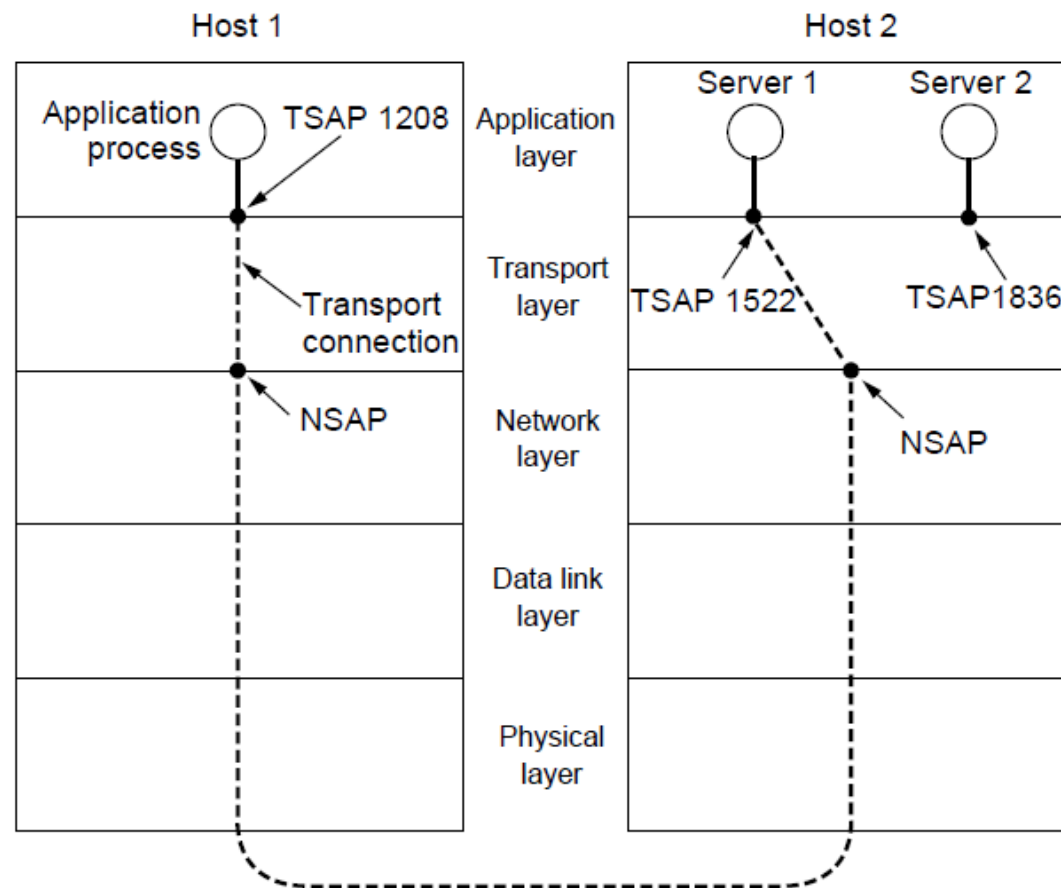 Host 1
Host 2
Application
process
TSAP 1208
Application
layer
Server 1
Server 2
Transport
connection
Transport
layer
TSAP 1522
TSAP1836
NSAP
Network
layer
NSAP
Data link
layer
Physical
layer